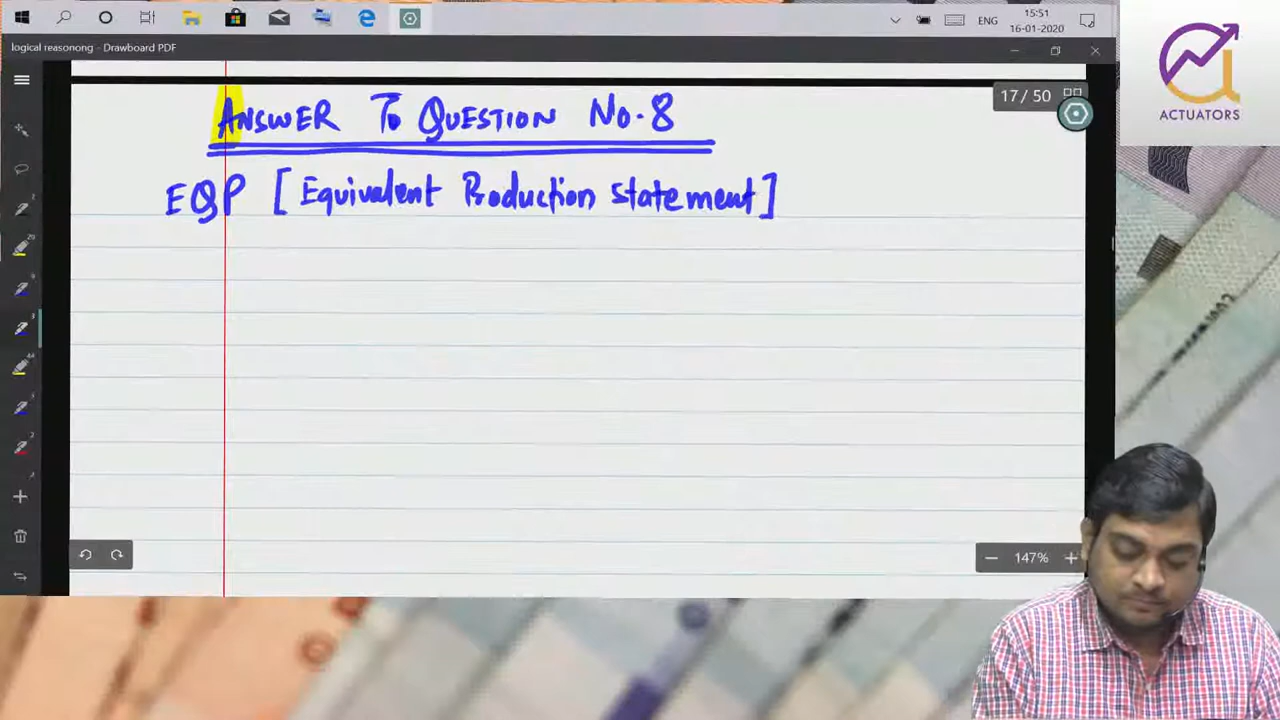 15:51
ENG
16-01-2020
logical reasonong - Drawboard PDF
ACTUATORS
17 / 50
ANSWER TO QUESTION No.8
EQP [Equivalent Production Statement]
147%